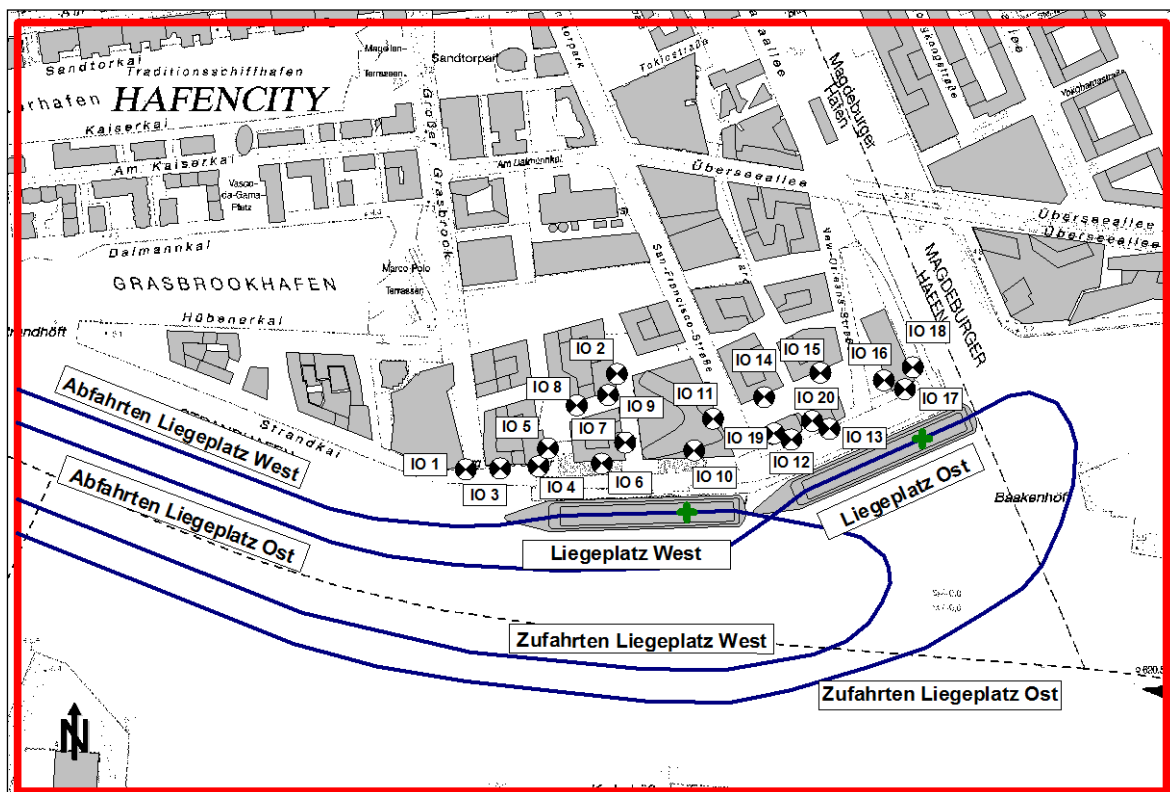 Sandtorkai
Traditionsschiffhafen
HAFENCITY
Kaiserkai
Am Kaiserkai
Vasco-
da-Gama-
Platz
Dalmannkai
GRASBROOKHAFEN
Hübenerkai
Magellan-
Terrassen
Sandtorpark
Großer Grasbrook
Am Dalmannkai
Marco-Polo
Terrassen
Tokiostraße
Magdeburger
Hafen
Yokohamastraße
Überseeallee
Überseeallee
Überseeallee
San-Francisco-Straße
New-Orleans-Straße
MAGDEBURGER
HAFEN
Strandkai
Baakenhöft
IO 1
IO 2
IO 3
IO 4
IO 5
IO 6
IO 7
IO 8
IO 9
IO 10
IO 11
IO 12
IO 13
IO 14
IO 15
IO 16
IO 17
IO 18
IO 19
IO 20
Abfahrten Liegeplatz West
Abfahrten Liegeplatz Ost
Liegeplatz West
Liegeplatz Ost
Zufahrten Liegeplatz West
Zufahrten Liegeplatz Ost
N